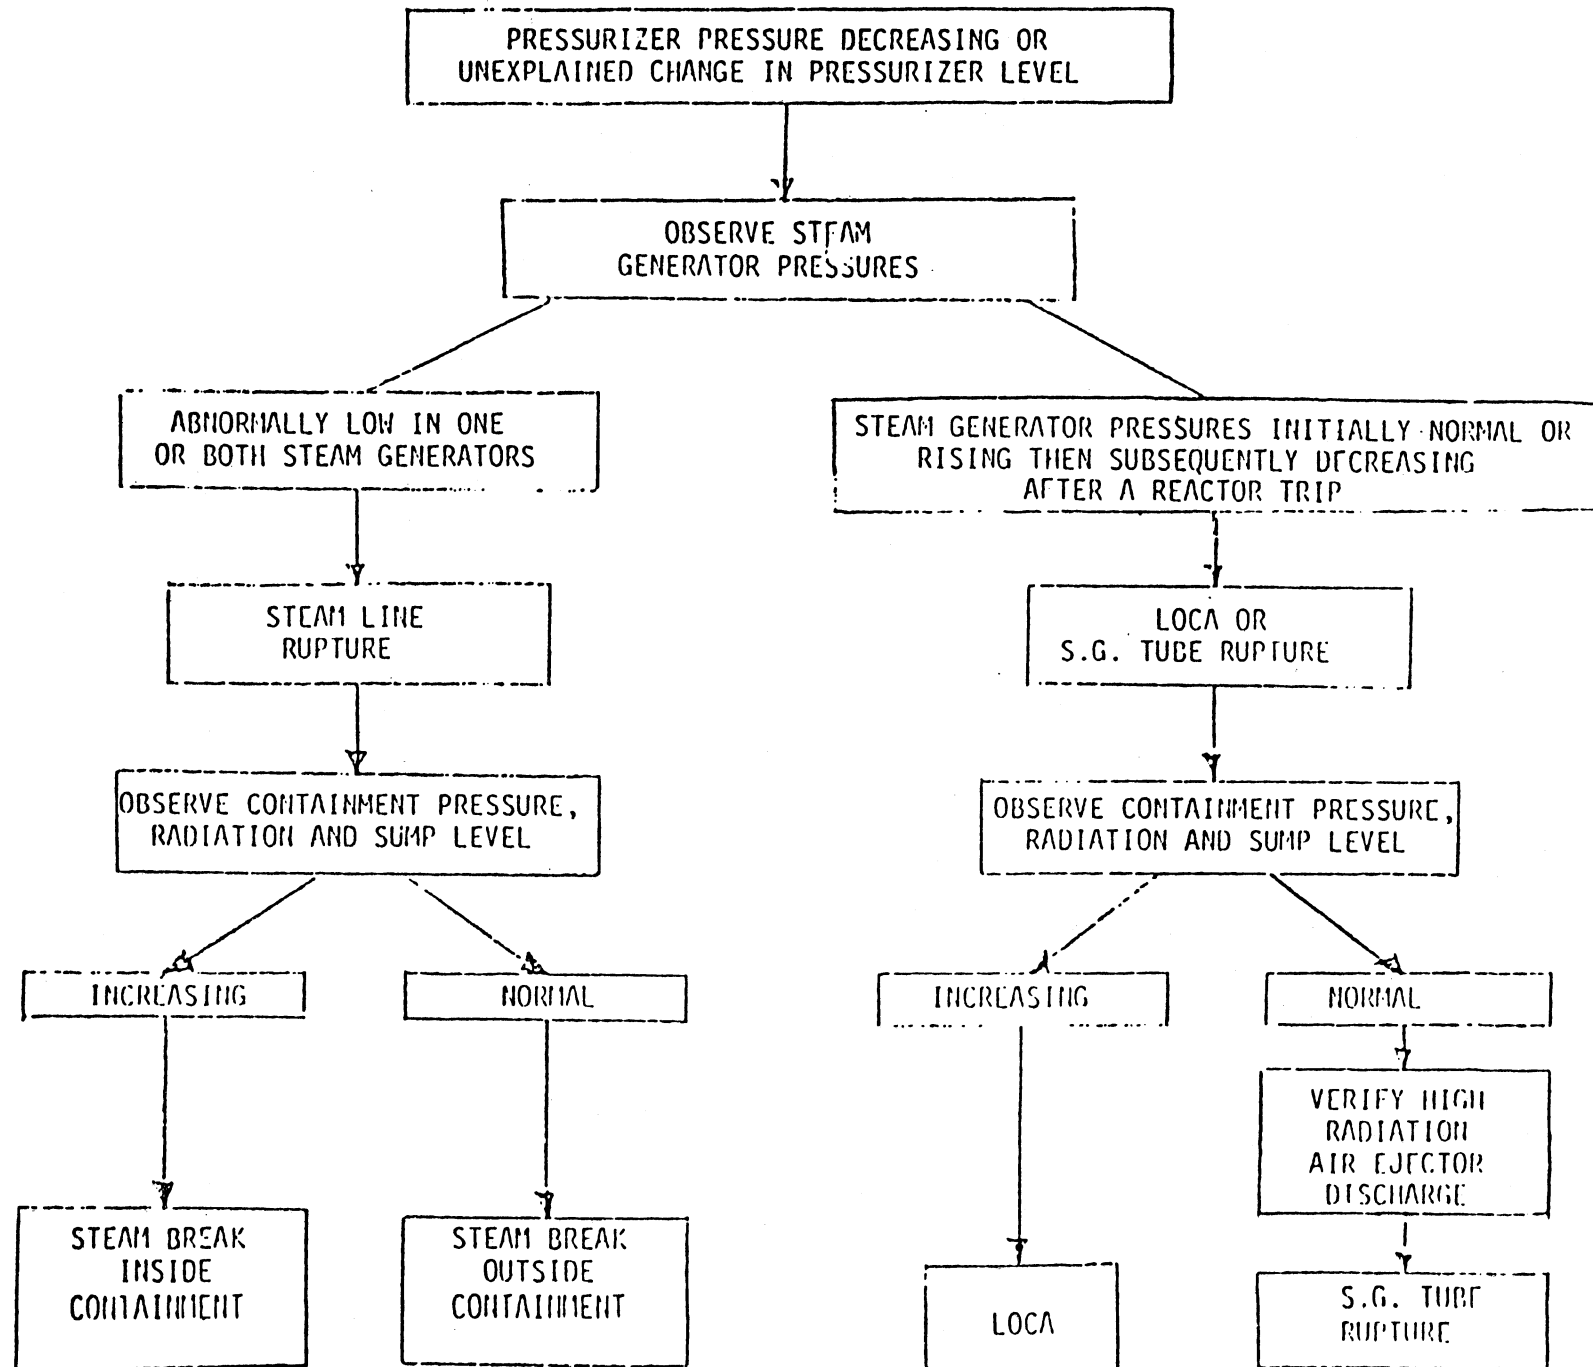 PRESSURIZER PRESSURE DECREASING OR
UNEXPLAINED CHANGE IN PRESSURIZER LEVEL
OBSERVE STEAM
GENERATOR PRESSURES
ABNORMALLY LOW IN ONE
OR BOTH STEAM GENERATORS
STEAM GENERATOR PRESSURES INITIALLY NORMAL OR
RISING THEN SUBSEQUENTLY DECREASING
AFTER A REACTOR TRIP
STEAM LINE
RUPTURE
LOCA OR
S.G. TUBE RUPTURE
OBSERVE CONTAINMENT PRESSURE,
RADIATION AND SUMP LEVEL
OBSERVE CONTAINMENT PRESSURE,
RADIATION AND SUMP LEVEL
INCREASING
NORMAL
INCREASING
NORMAL
VERIFY HIGH
RADIATION
AIR EJECTOR
DISCHARGE
STEAM BREAK
INSIDE
CONTAINMENT
STEAM BREAK
OUTSIDE
CONTAINMENT
LOCA
S.G. TUBE
RUPTURE